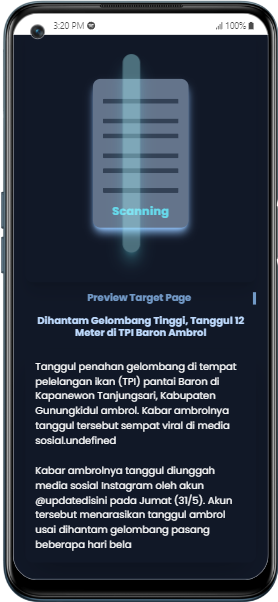 3:20 PM
100%
Scanning
Preview Target Page
Dihantam Gelombang Tinggi, Tanggul 12
Meter di TPI Baron Ambrol
Tanggul penahan gelombang di tempat
pelelangan ikan (TPI) pantai Baron di
Kapanewon Tanjungsari, Kabupaten
Gunungkidul ambrol. Kabar ambrolnya
tanggul tersebut sempat viral di media
sosial.undefined
Kabar ambrolnya tanggul diunggah
media sosial Instagram oleh akun
@updatedisini pada Jumat (31/5). Akun
tersebut menarasikan tanggul ambrol
usai dihantam gelombang pasang
beberapa hari bela